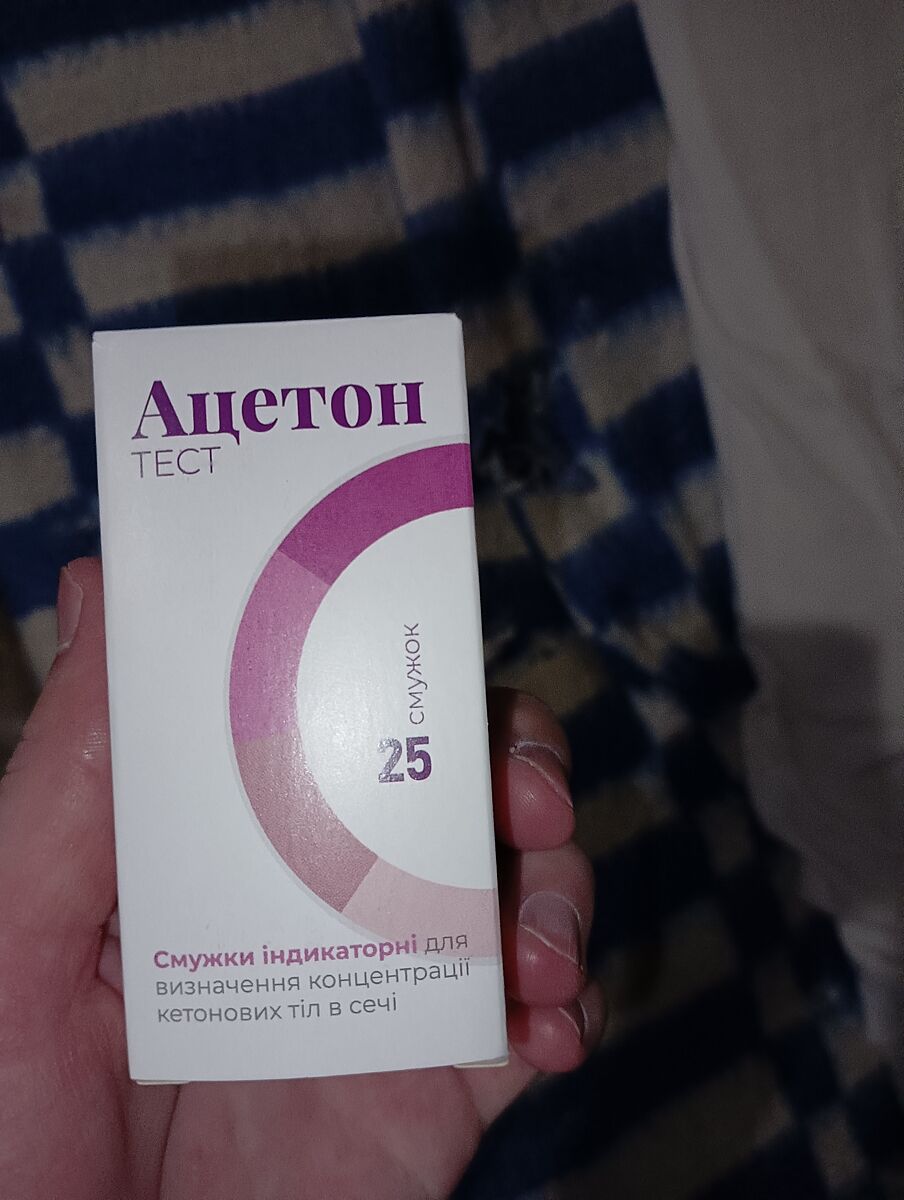 Ацетон
ТЕСТ
25 смужок
Смужки індикаторні для
визначення концентрації
кетонових тіл в сечі